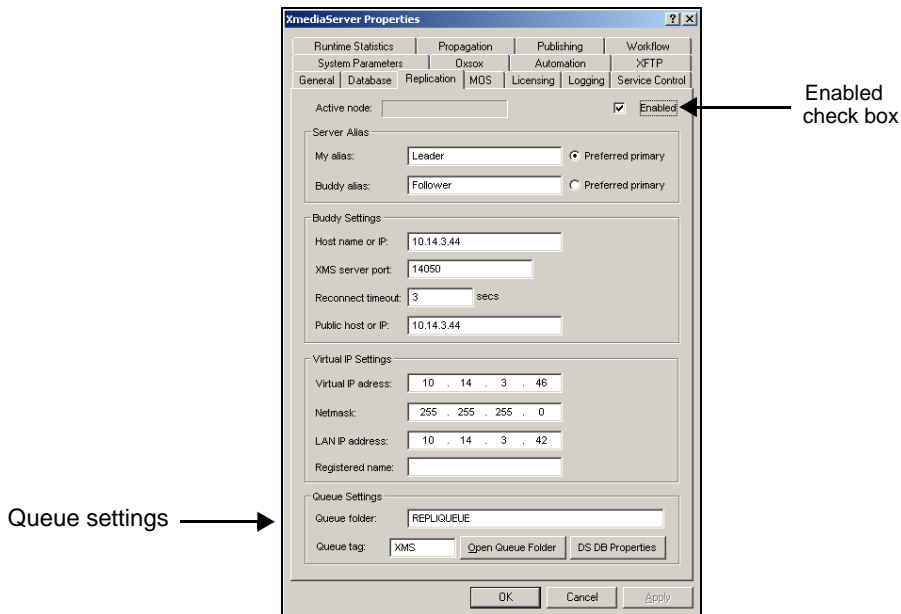 XmediaServer Properties
Runtime Statistics Propagation Publishing Workflow
System Parameters Oxsox Automation XFTP
General Database Replication MOS Licensing Logging Service Control
Active node: Enabled
Enabled
check box
Server Alias
My alias: Leader Preferred primary
Buddy alias: Follower Preferred primary
Buddy Settings
Host name or IP: 10.14.3.44
XMS server port: 14050
Reconnect timeout: 3 secs
Public host or IP: 10.14.3.44
Virtual IP Settings
Virtual IP adress: 10 . 14 . 3 . 46
Netmask: 255 . 255 . 255 . 0
LAN IP address: 10 . 14 . 3 . 42
Registered name:
Queue settings
Queue Settings
Queue folder: REPLIQUEUE
Queue tag: XMS Open Queue Folder DS DB Properties
OK Cancel Apply